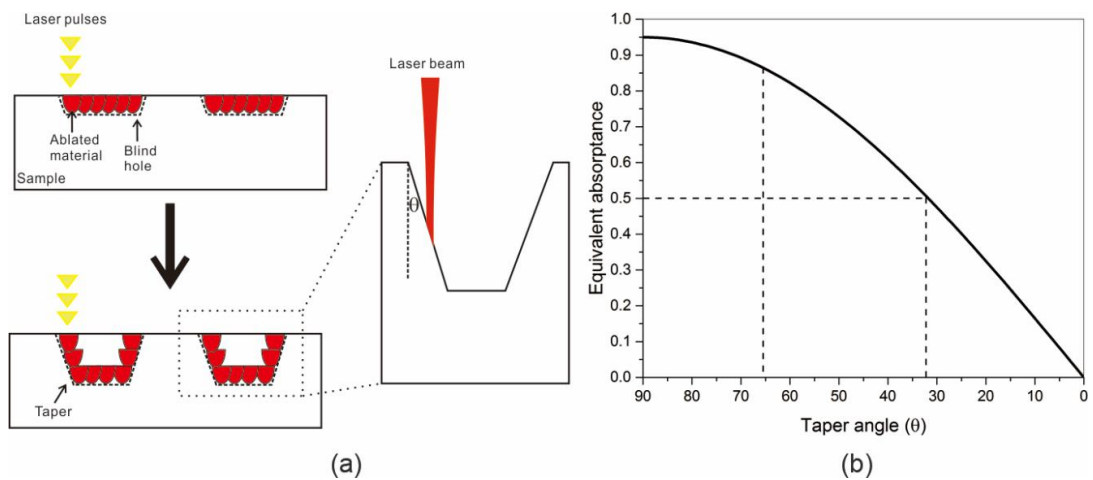 Laser pulses
Ablated
material
Blind
hole
Sample
Taper
Laser beam
θ
(a)
Equivalent absorptance
1.0
0.9
0.8
0.7
0.6
0.5
0.4
0.3
0.2
0.1
0.0
90 80 70 60 50 40 30 20 10 0
Taper angle (θ)
(b)